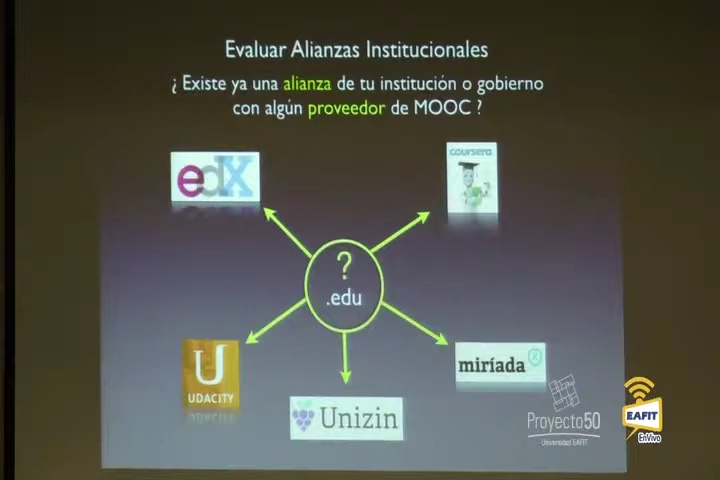 Evaluar Alianzas Institucionales
¿ Existe ya una alianza de tu institución o gobierno
con algún proveedor de MOOC ?
edX
coursera
?
.edu
U
UDACITY
Unizin
miríada X
Proyecto50
Universidad EAFIT
EAFIT
EnVivo